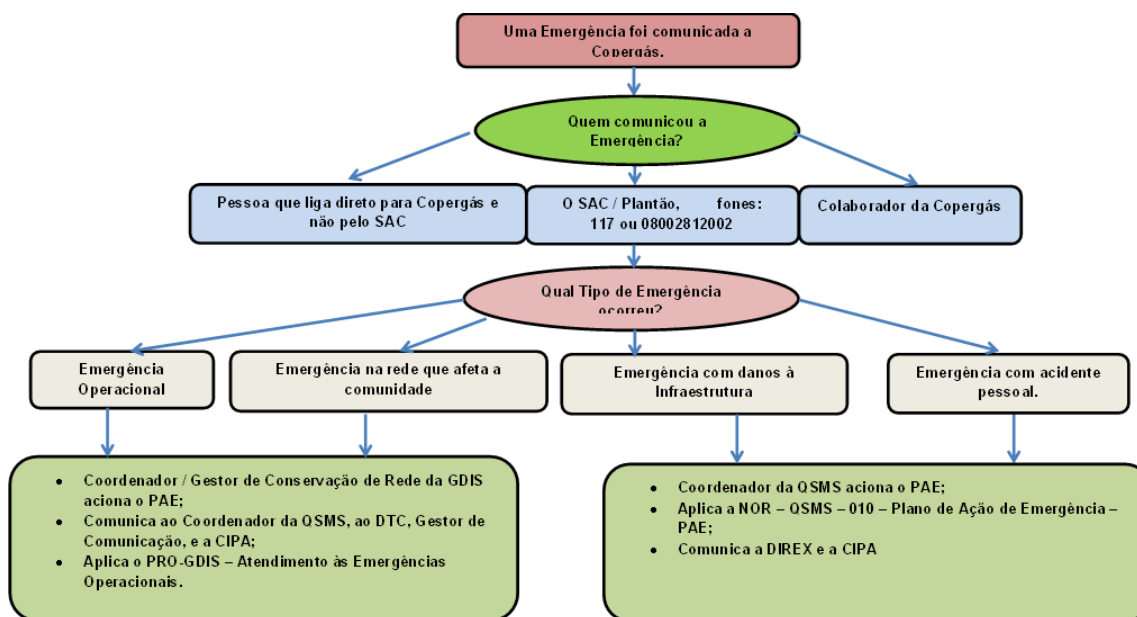 Uma Emergência foi comunicada a
Copergás.
Quem comunicou a
Emergência?
Pessoa que liga direto para Copergás e
não pelo SAC
O SAC / Plantão, fones:
117 ou 08002812002
Colaborador da Copergás
Qual Tipo de Emergência
ocorreu?
Emergência
Operacional
Emergência na rede que afeta a
comunidade
Emergência com danos à
Infraestrutura
Emergência com acidente
pessoal.
• Coordenador / Gestor de Conservação de Rede da GDIS
aciona o PAE;
• Comunica ao Coordenador da QSMS, ao DTC, Gestor de
Comunicação, e a CIPA;
• Aplica o PRO-GDIS – Atendimento às Emergências
Operacionais.
• Coordenador da QSMS aciona o PAE;
• Aplica a NOR – QSMS – 010 – Plano de Ação de Emergência –
PAE;
• Comunica a DIREX e a CIPA